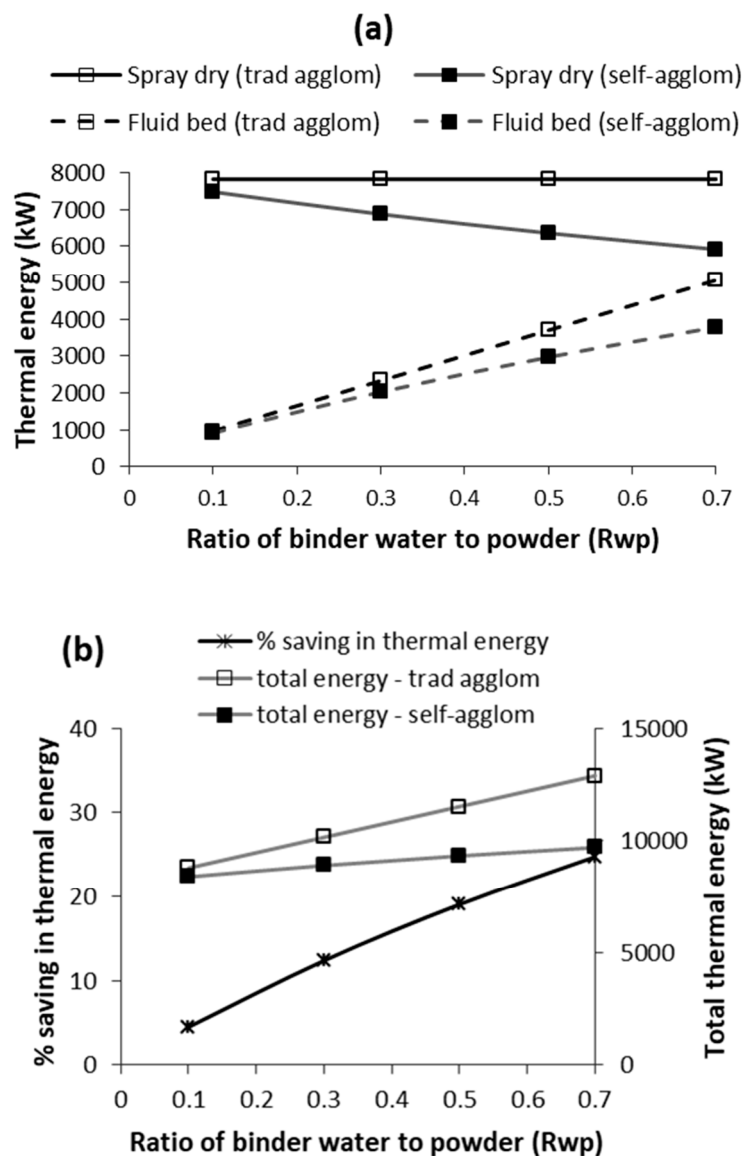 (a)
Spray dry (trad agglom) Spray dry (self-agglom)
Fluid bed (trad agglom) Fluid bed (self-agglom)
8000
7000
6000
5000
4000
3000
2000
1000
0
Thermal energy (kW)
0 0.1 0.2 0.3 0.4 0.5 0.6 0.7
Ratio of binder water to powder (Rwp)
(b)
% saving in thermal energy
total energy - trad agglom
total energy - self-agglom
40
30
20
10
0
% saving in thermal energy
15000
10000
5000
0
Total thermal energy (kW)
0 0.1 0.2 0.3 0.4 0.5 0.6 0.7
Ratio of binder water to powder (Rwp)